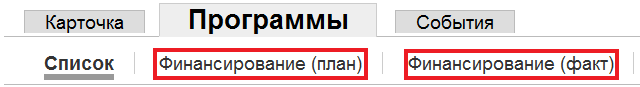 Карточка Программы События
Список Финансирование (план) Финансирование (факт)